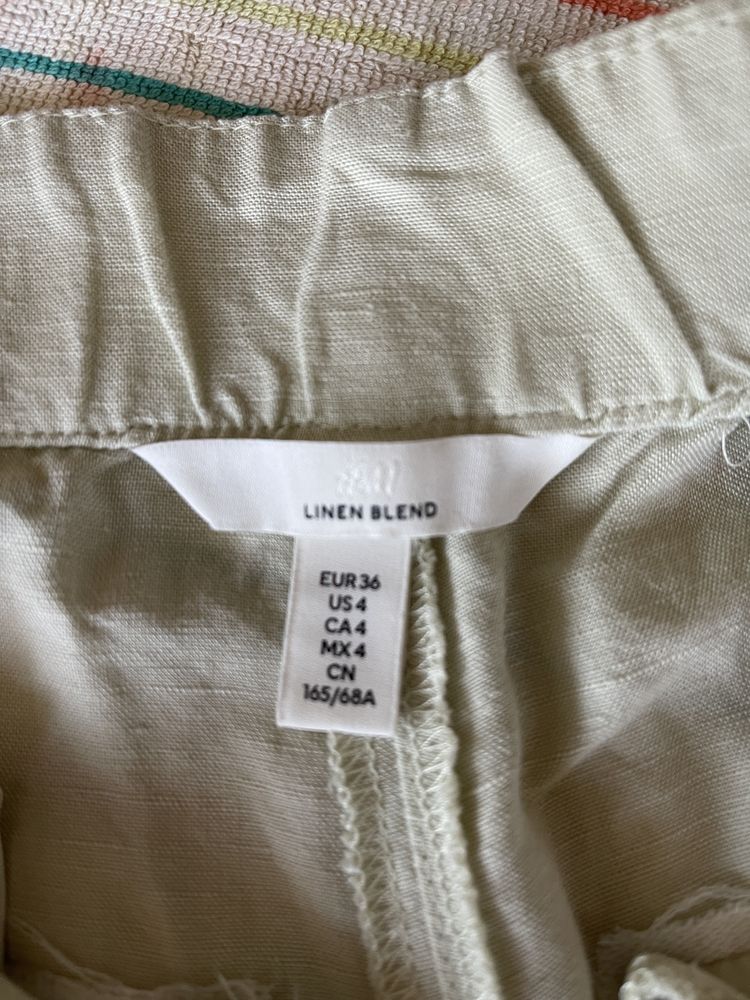 H&M
LINEN BLEND
EUR 36
US 4
CA 4
MX 4
CN
165/68A